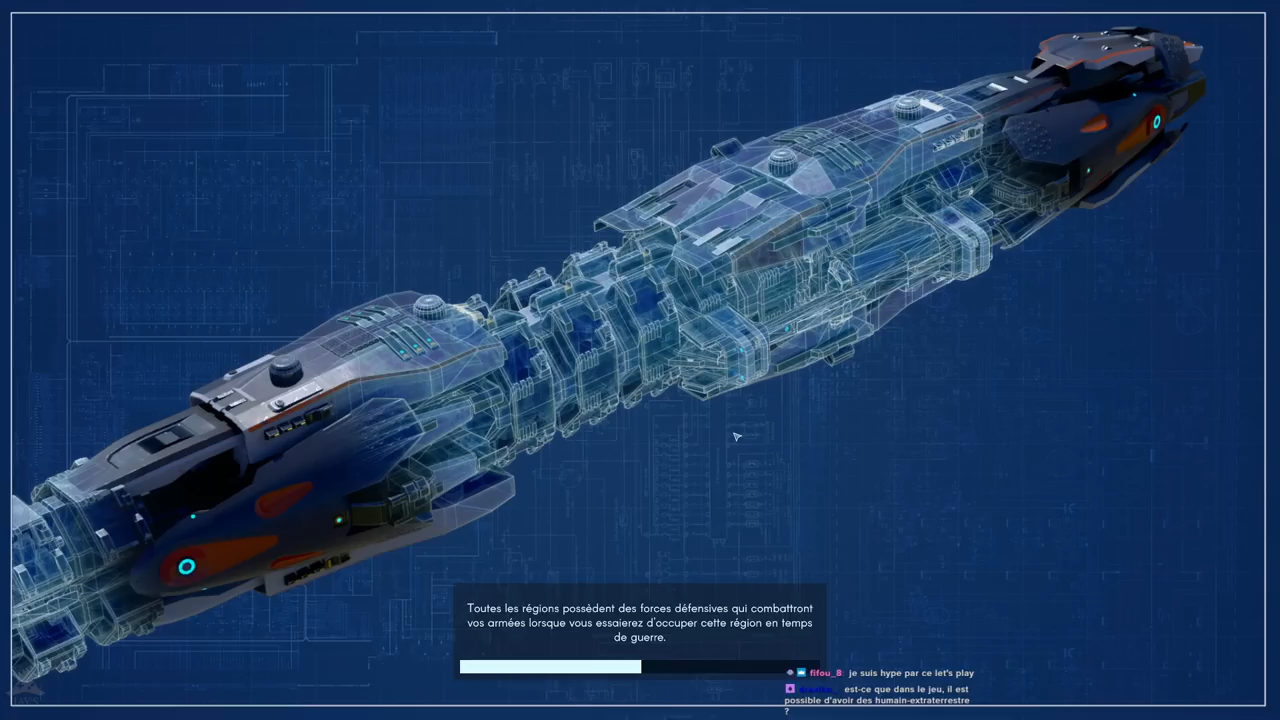 Toutes les régions possèdent des forces défensives qui combattront
vos armées lorsque vous essaierez d'occuper cette région en temps
de guerre.
fifou_8: je suis hype par ce let's play
est-ce que dans le jeu, il est
possible d'avoir des humain-extraterrestre
?